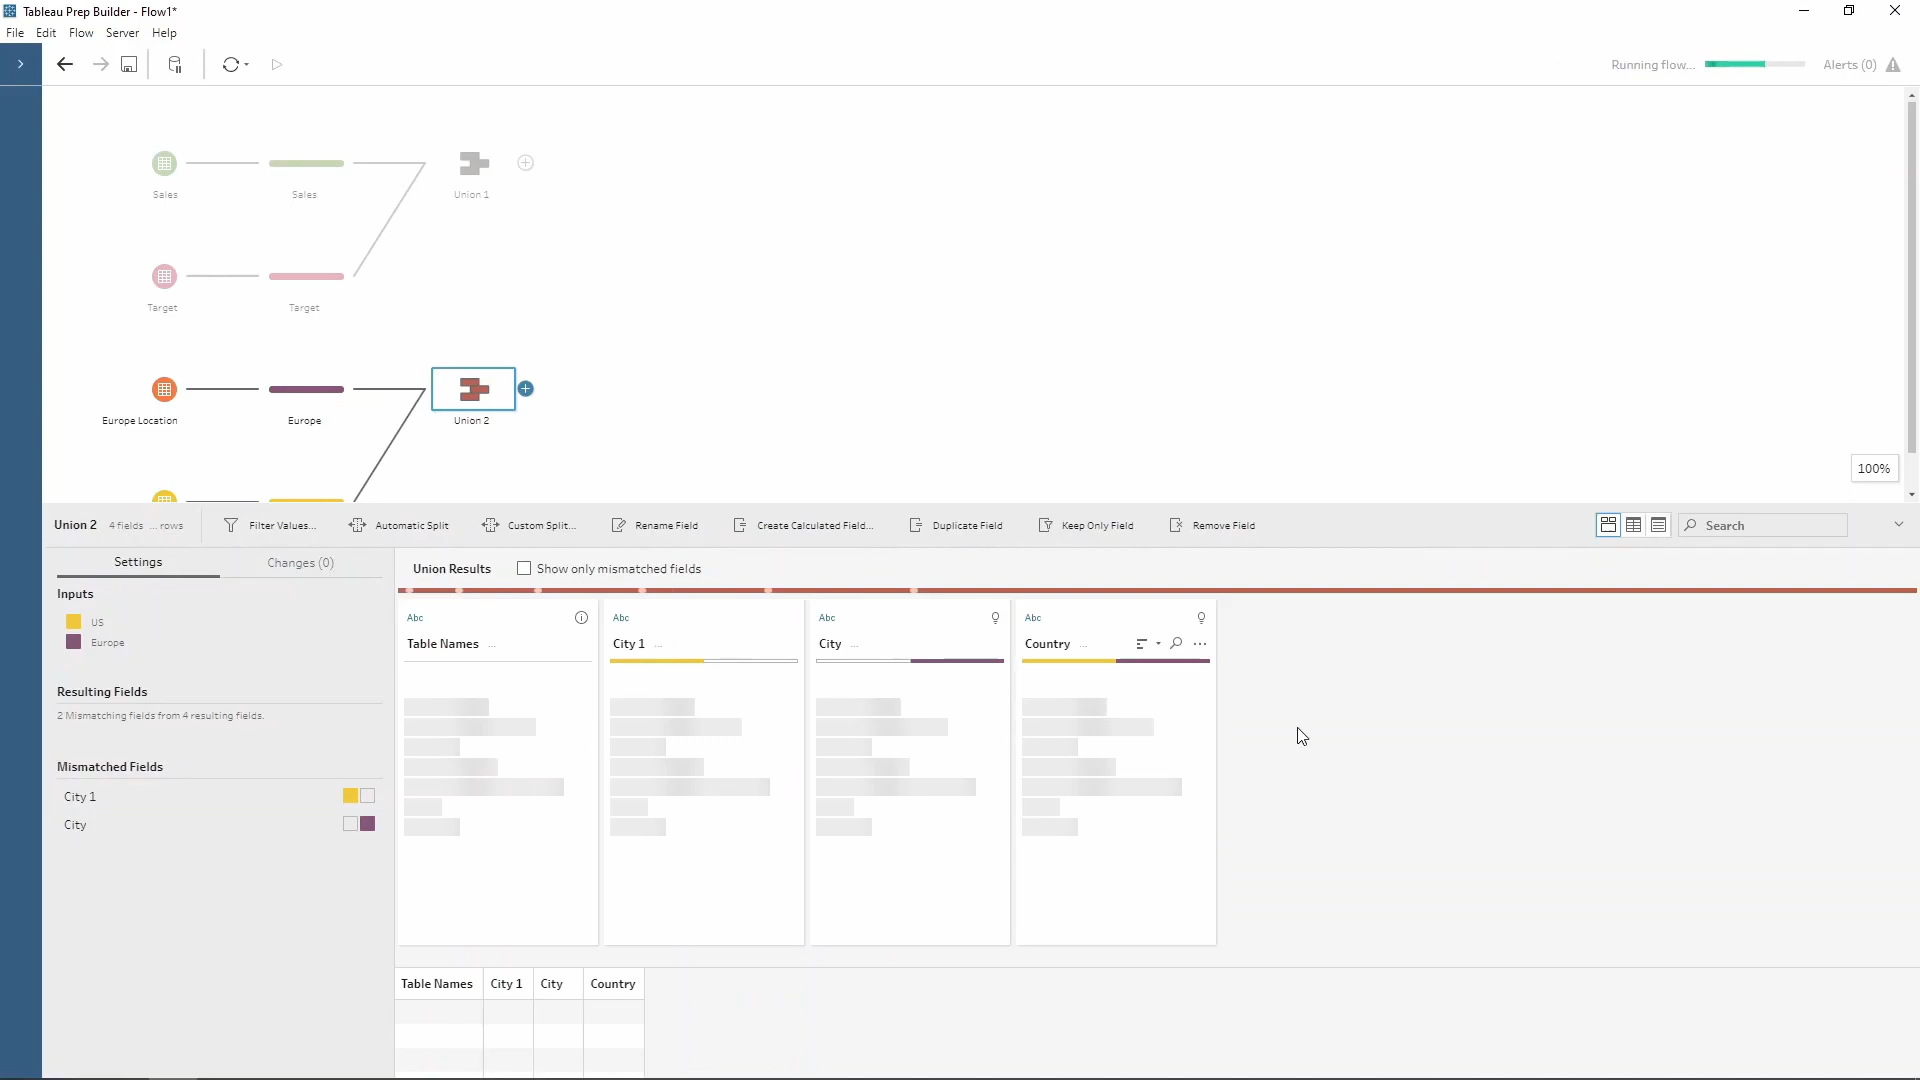 Tableau Prep Builder - Flow1*
File Edit Flow Server Help
Running flow... Alerts (0)
Sales Sales Union 1
Target Target
Europe Location Europe Union 2
100%
Union 2 4 fields ... rows Filter Values... Automatic Split Custom Split... Rename Field Create Calculated Field... Duplicate Field Keep Only Field Remove Field Search
Settings Changes (0)
Union Results Show only mismatched fields
Inputs
US
Europe
Resulting Fields
2 Mismatching fields from 4 resulting fields.
Mismatched Fields
City 1
City
Abc Abc Abc Abc
Table Names ... City 1 ... City ... Country ...
Table Names City 1 City Country